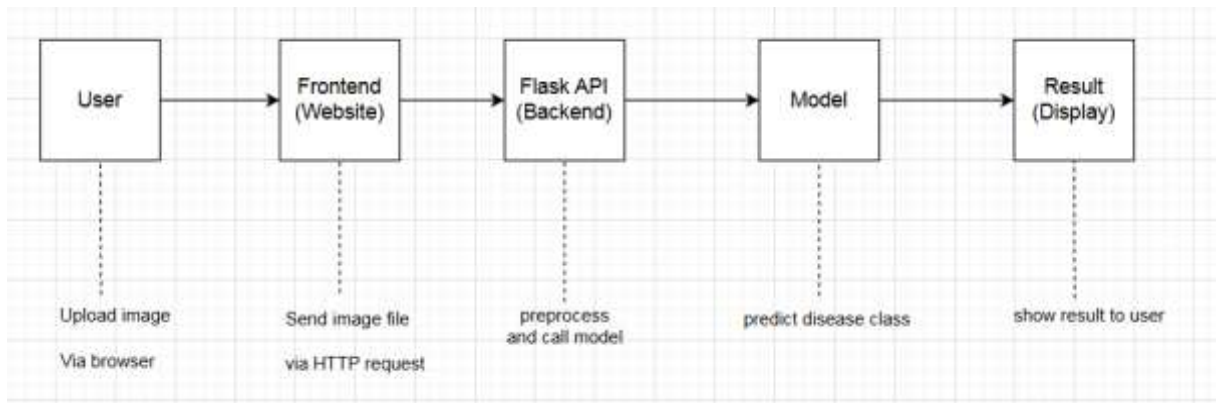 User
Frontend
(Website)
Flask API
(Backend)
Model
Result
(Display)
Upload image
Via browser
Send image file
via HTTP request
preprocess
and call model
predict disease class
show result to user